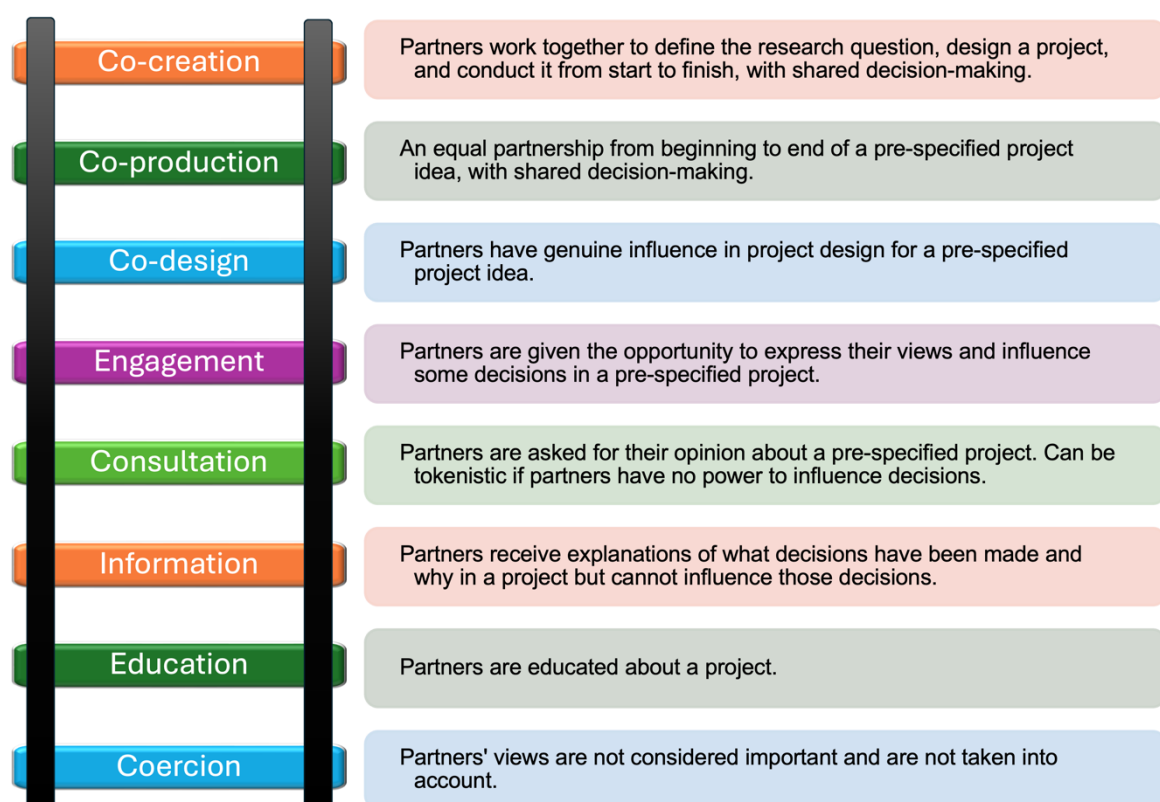 Co-creation
Partners work together to define the research question, design a project,
and conduct it from start to finish, with shared decision-making.
Co-production
An equal partnership from beginning to end of a pre-specified project
idea, with shared decision-making.
Co-design
Partners have genuine influence in project design for a pre-specified
project idea.
Engagement
Partners are given the opportunity to express their views and influence
some decisions in a pre-specified project.
Consultation
Partners are asked for their opinion about a pre-specified project. Can be
tokenistic if partners have no power to influence decisions.
Information
Partners receive explanations of what decisions have been made and
why in a project but cannot influence those decisions.
Education
Partners are educated about a project.
Coercion
Partners' views are not considered important and are not taken into
account.